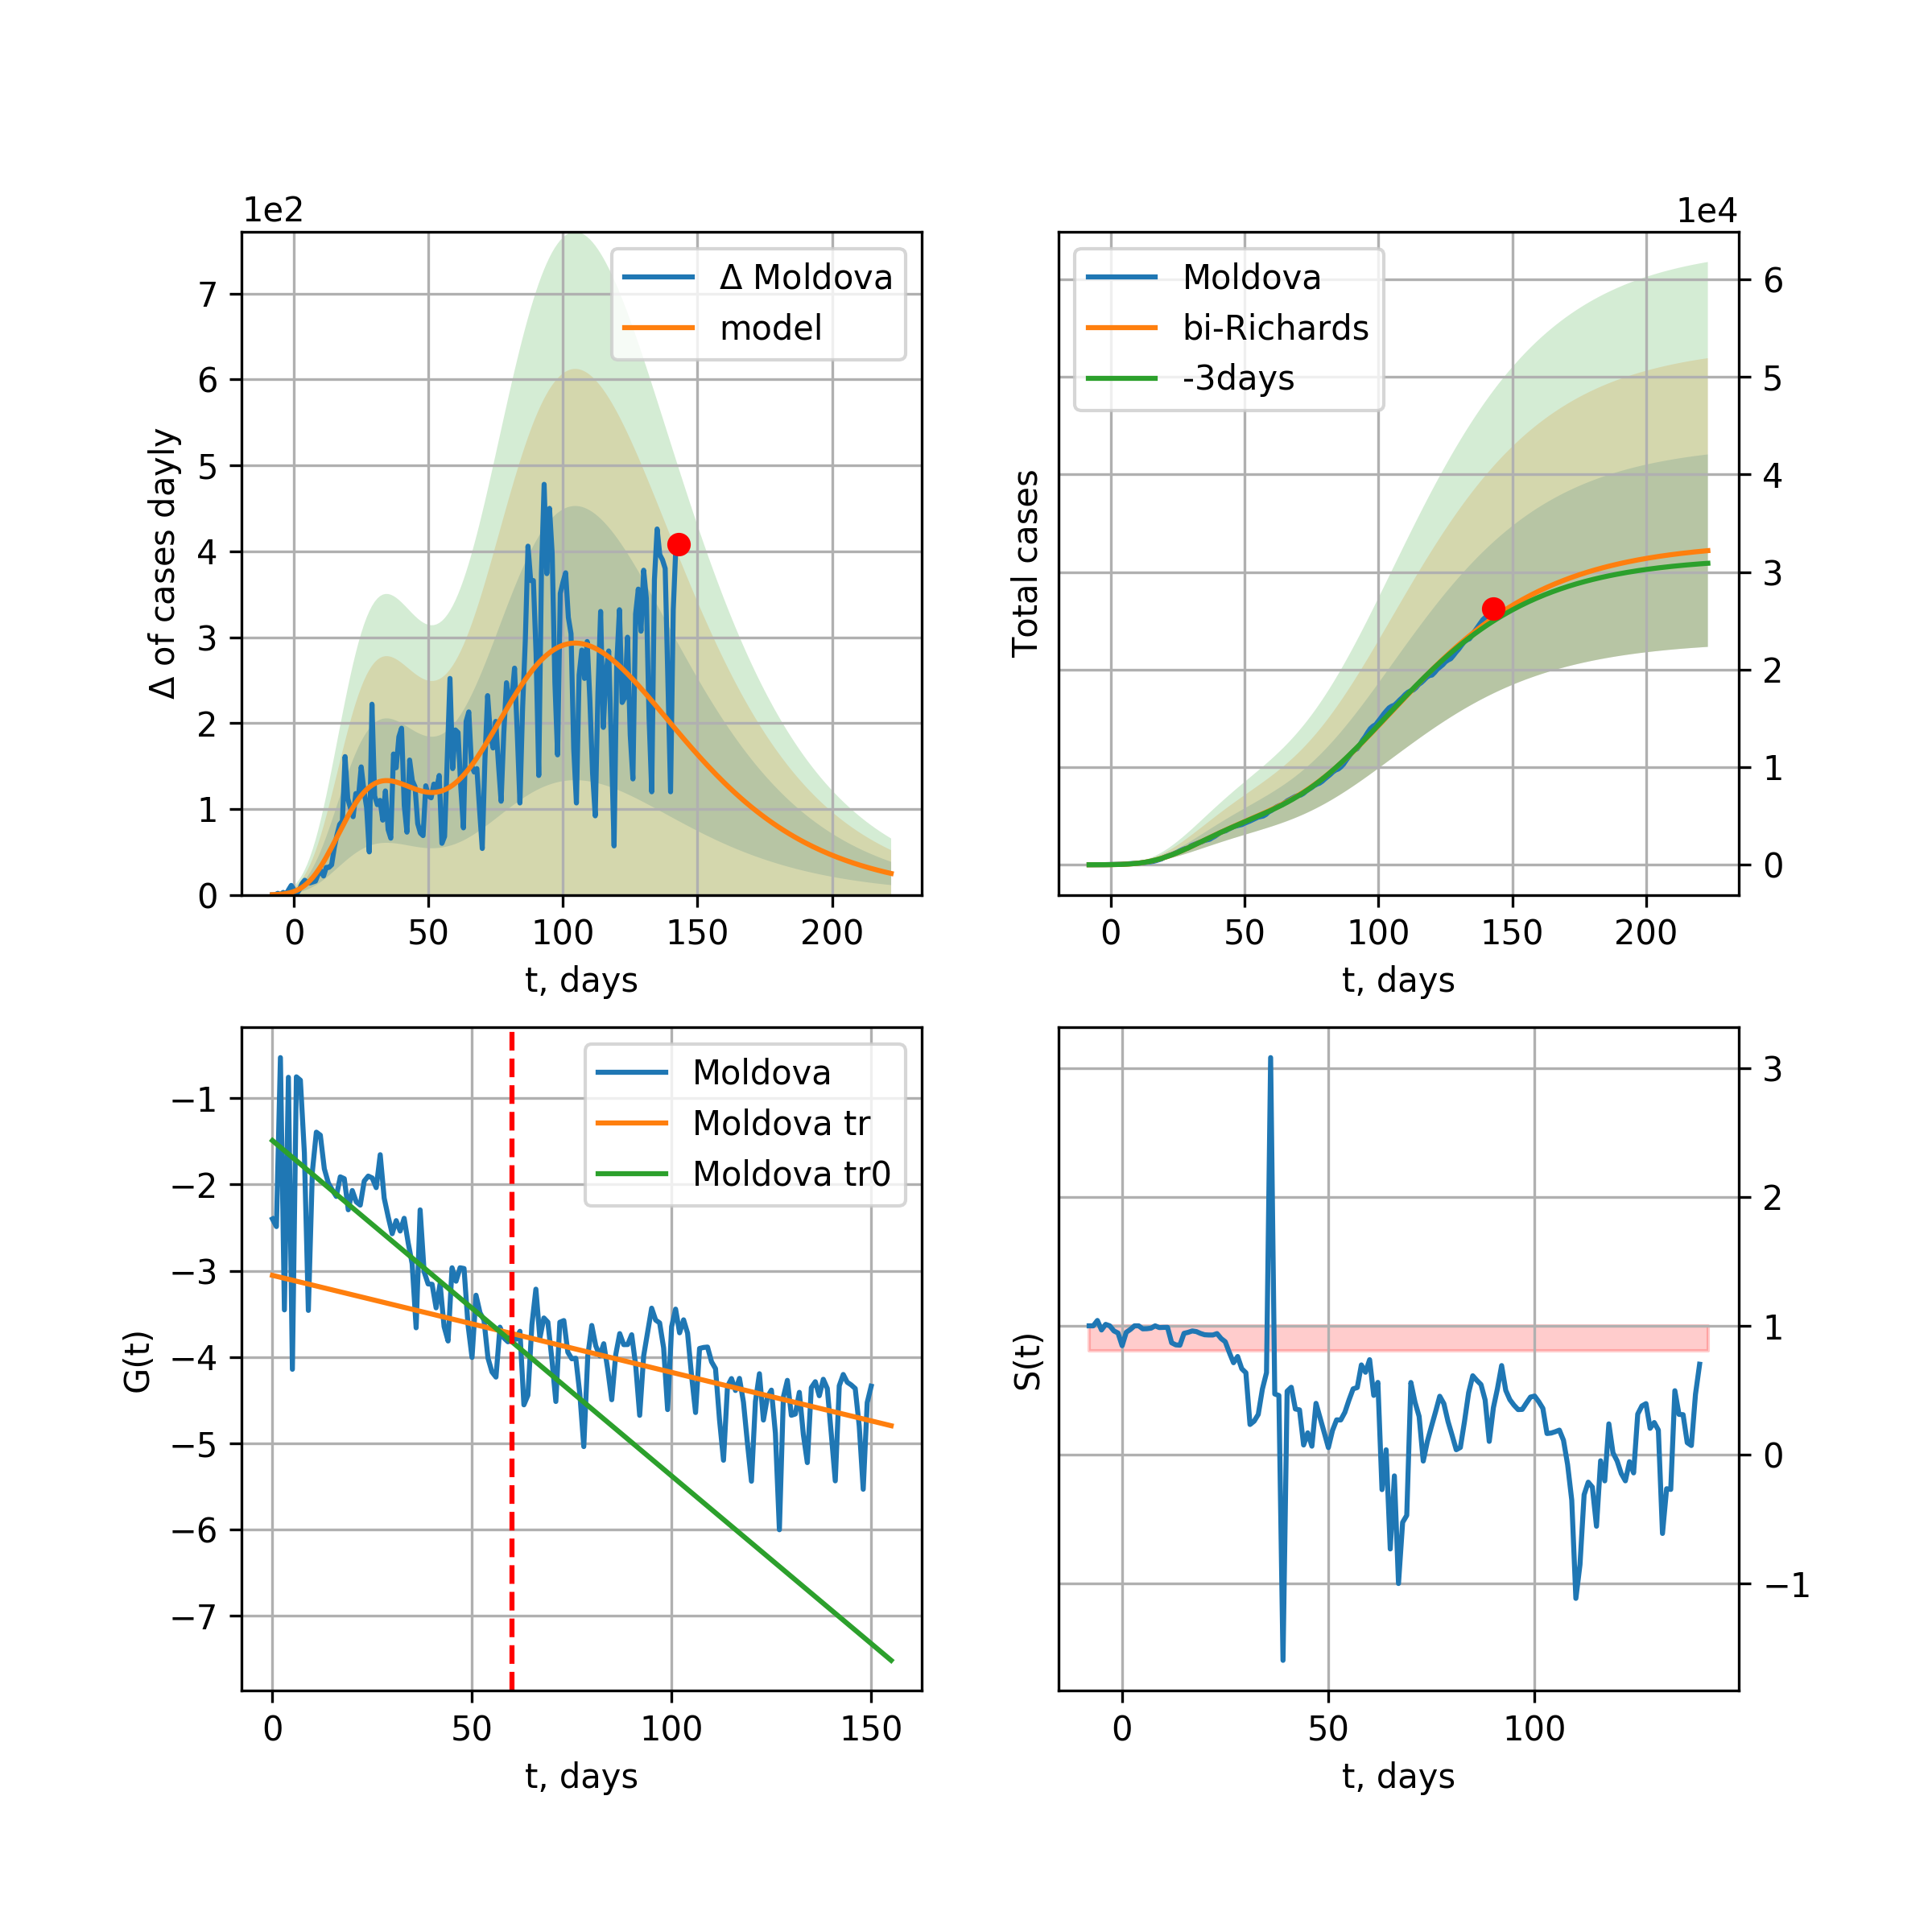 1e2
Δ of cases dayly
7
6
5
4
3
2
1
0
Δ Moldova
model
0 50 100 150 200
t, days
1e4
Total cases
Moldova
bi-Richards
-3days
6
5
4
3
2
1
0
0 50 100 150 200
t, days
G(t)
−1
−2
−3
−4
−5
−6
−7
Moldova
Moldova tr
Moldova tr0
0 50 100 150
t, days
S(t)
3
2
1
0
−1
0 50 100
t, days